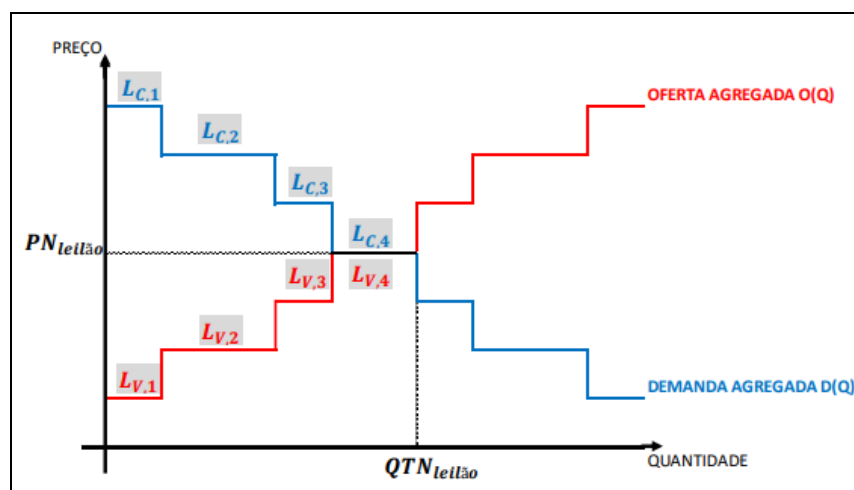 PREÇO
L_{C,1}
OFERTA AGREGADA O(Q)
L_{C,2}
L_{C,3}
PN_{leilão}
L_{C,4}
L_{V,3}
L_{V,4}
L_{V,2}
L_{V,1}
DEMANDA AGREGADA D(Q)
QTN_{leilão}
QUANTIDADE